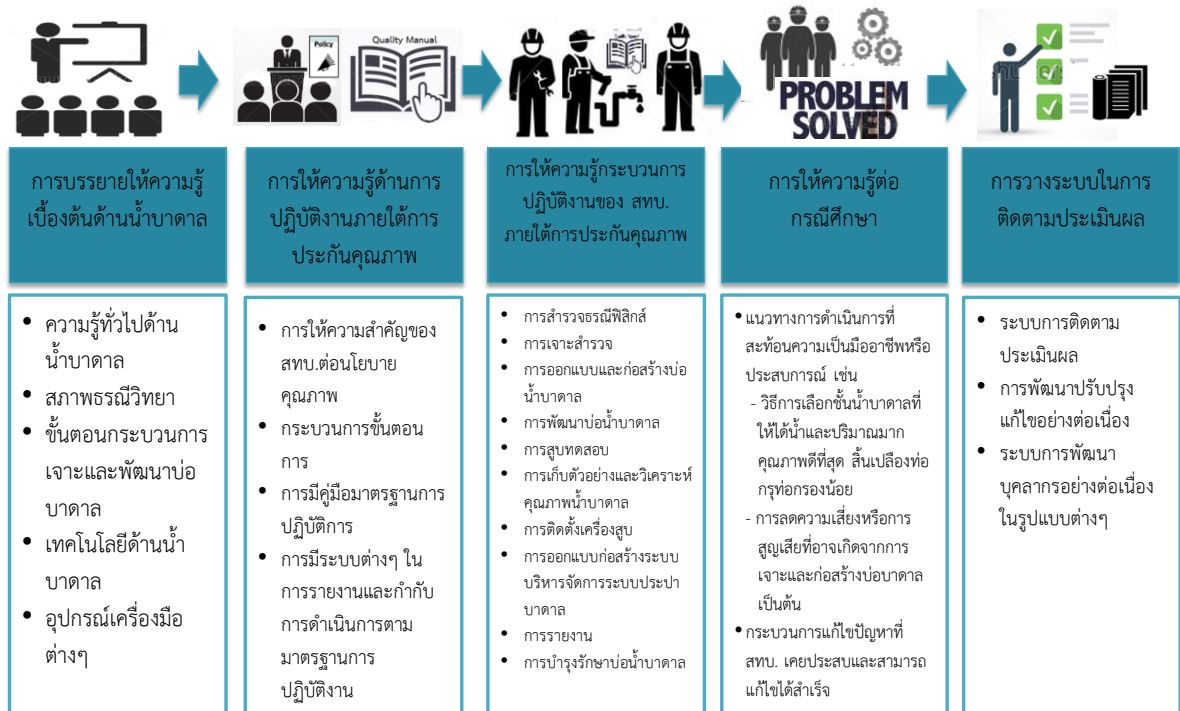 Policy
Quality Manual
PROBLEM
SOLVED
การบรรยายให้ความรู้
เบื้องต้นด้านน้ำบาดาล
การให้ความรู้ด้านการ
ปฏิบัติงานภายใต้การ
ประกันคุณภาพ
การให้ความรู้กระบวนการ
ปฏิบัติงานของ สทบ.
ภายใต้การประกันคุณภาพ
การให้ความรู้ต่อ
กรณีศึกษา
การวางระบบในการ
ติดตามประเมินผล
• ความรู้ทั่วไปด้าน
น้ำบาดาล
• สภาพธรณีวิทยา
• ขั้นตอนกระบวนการ
เจาะและพัฒนาบ่อ
บาดาล
• เทคโนโลยีด้านน้ำ
บาดาล
• อุปกรณ์เครื่องมือ
ต่างๆ
• การให้ความสำคัญของ
สทบ.ต่อนโยบาย
คุณภาพ
• กระบวนการขั้นตอน
การ
• การมีคู่มือมาตรฐานการ
ปฏิบัติการ
• การมีระบบต่างๆ ใน
การรายงานและกำกับ
การดำเนินการตาม
มาตรฐานการ
ปฏิบัติงาน
• การสำรวจธรณีฟิสิกส์
• การเจาะสำรวจ
• การออกแบบและก่อสร้างบ่อ
น้ำบาดาล
• การพัฒนาบ่อน้ำบาดาล
• การสูบทดสอบ
• การเก็บตัวอย่างและวิเคราะห์
คุณภาพน้ำบาดาล
• การติดตั้งเครื่องสูบ
• การออกแบบก่อสร้างระบบ
บริหารจัดการระบบประปา
บาดาล
• การรายงาน
• การบำรุงรักษาบ่อน้ำบาดาล
• แนวทางการดำเนินการที่
สะท้อนความเป็นมืออาชีพหรือ
ประสบการณ์ เช่น
- วิธีการเลือกชั้นน้ำบาดาลที่
ให้ได้น้ำและปริมาณมาก
คุณภาพดีที่สุด สิ้นเปลืองท่อ
กรุท่อกรองน้อย
- การลดความเสี่ยงหรือการ
สูญเสียที่อาจเกิดจากการ
เจาะและก่อสร้างบ่อบาดาล
เป็นต้น
• กระบวนการแก้ไขปัญหาที่
สทบ. เคยประสบและสามารถ
แก้ไขได้สำเร็จ
• ระบบการติดตาม
ประเมินผล
• การพัฒนาปรับปรุง
แก้ไขอย่างต่อเนื่อง
• ระบบการพัฒนา
บุคลากรอย่างต่อเนื่อง
ในรูปแบบต่างๆ